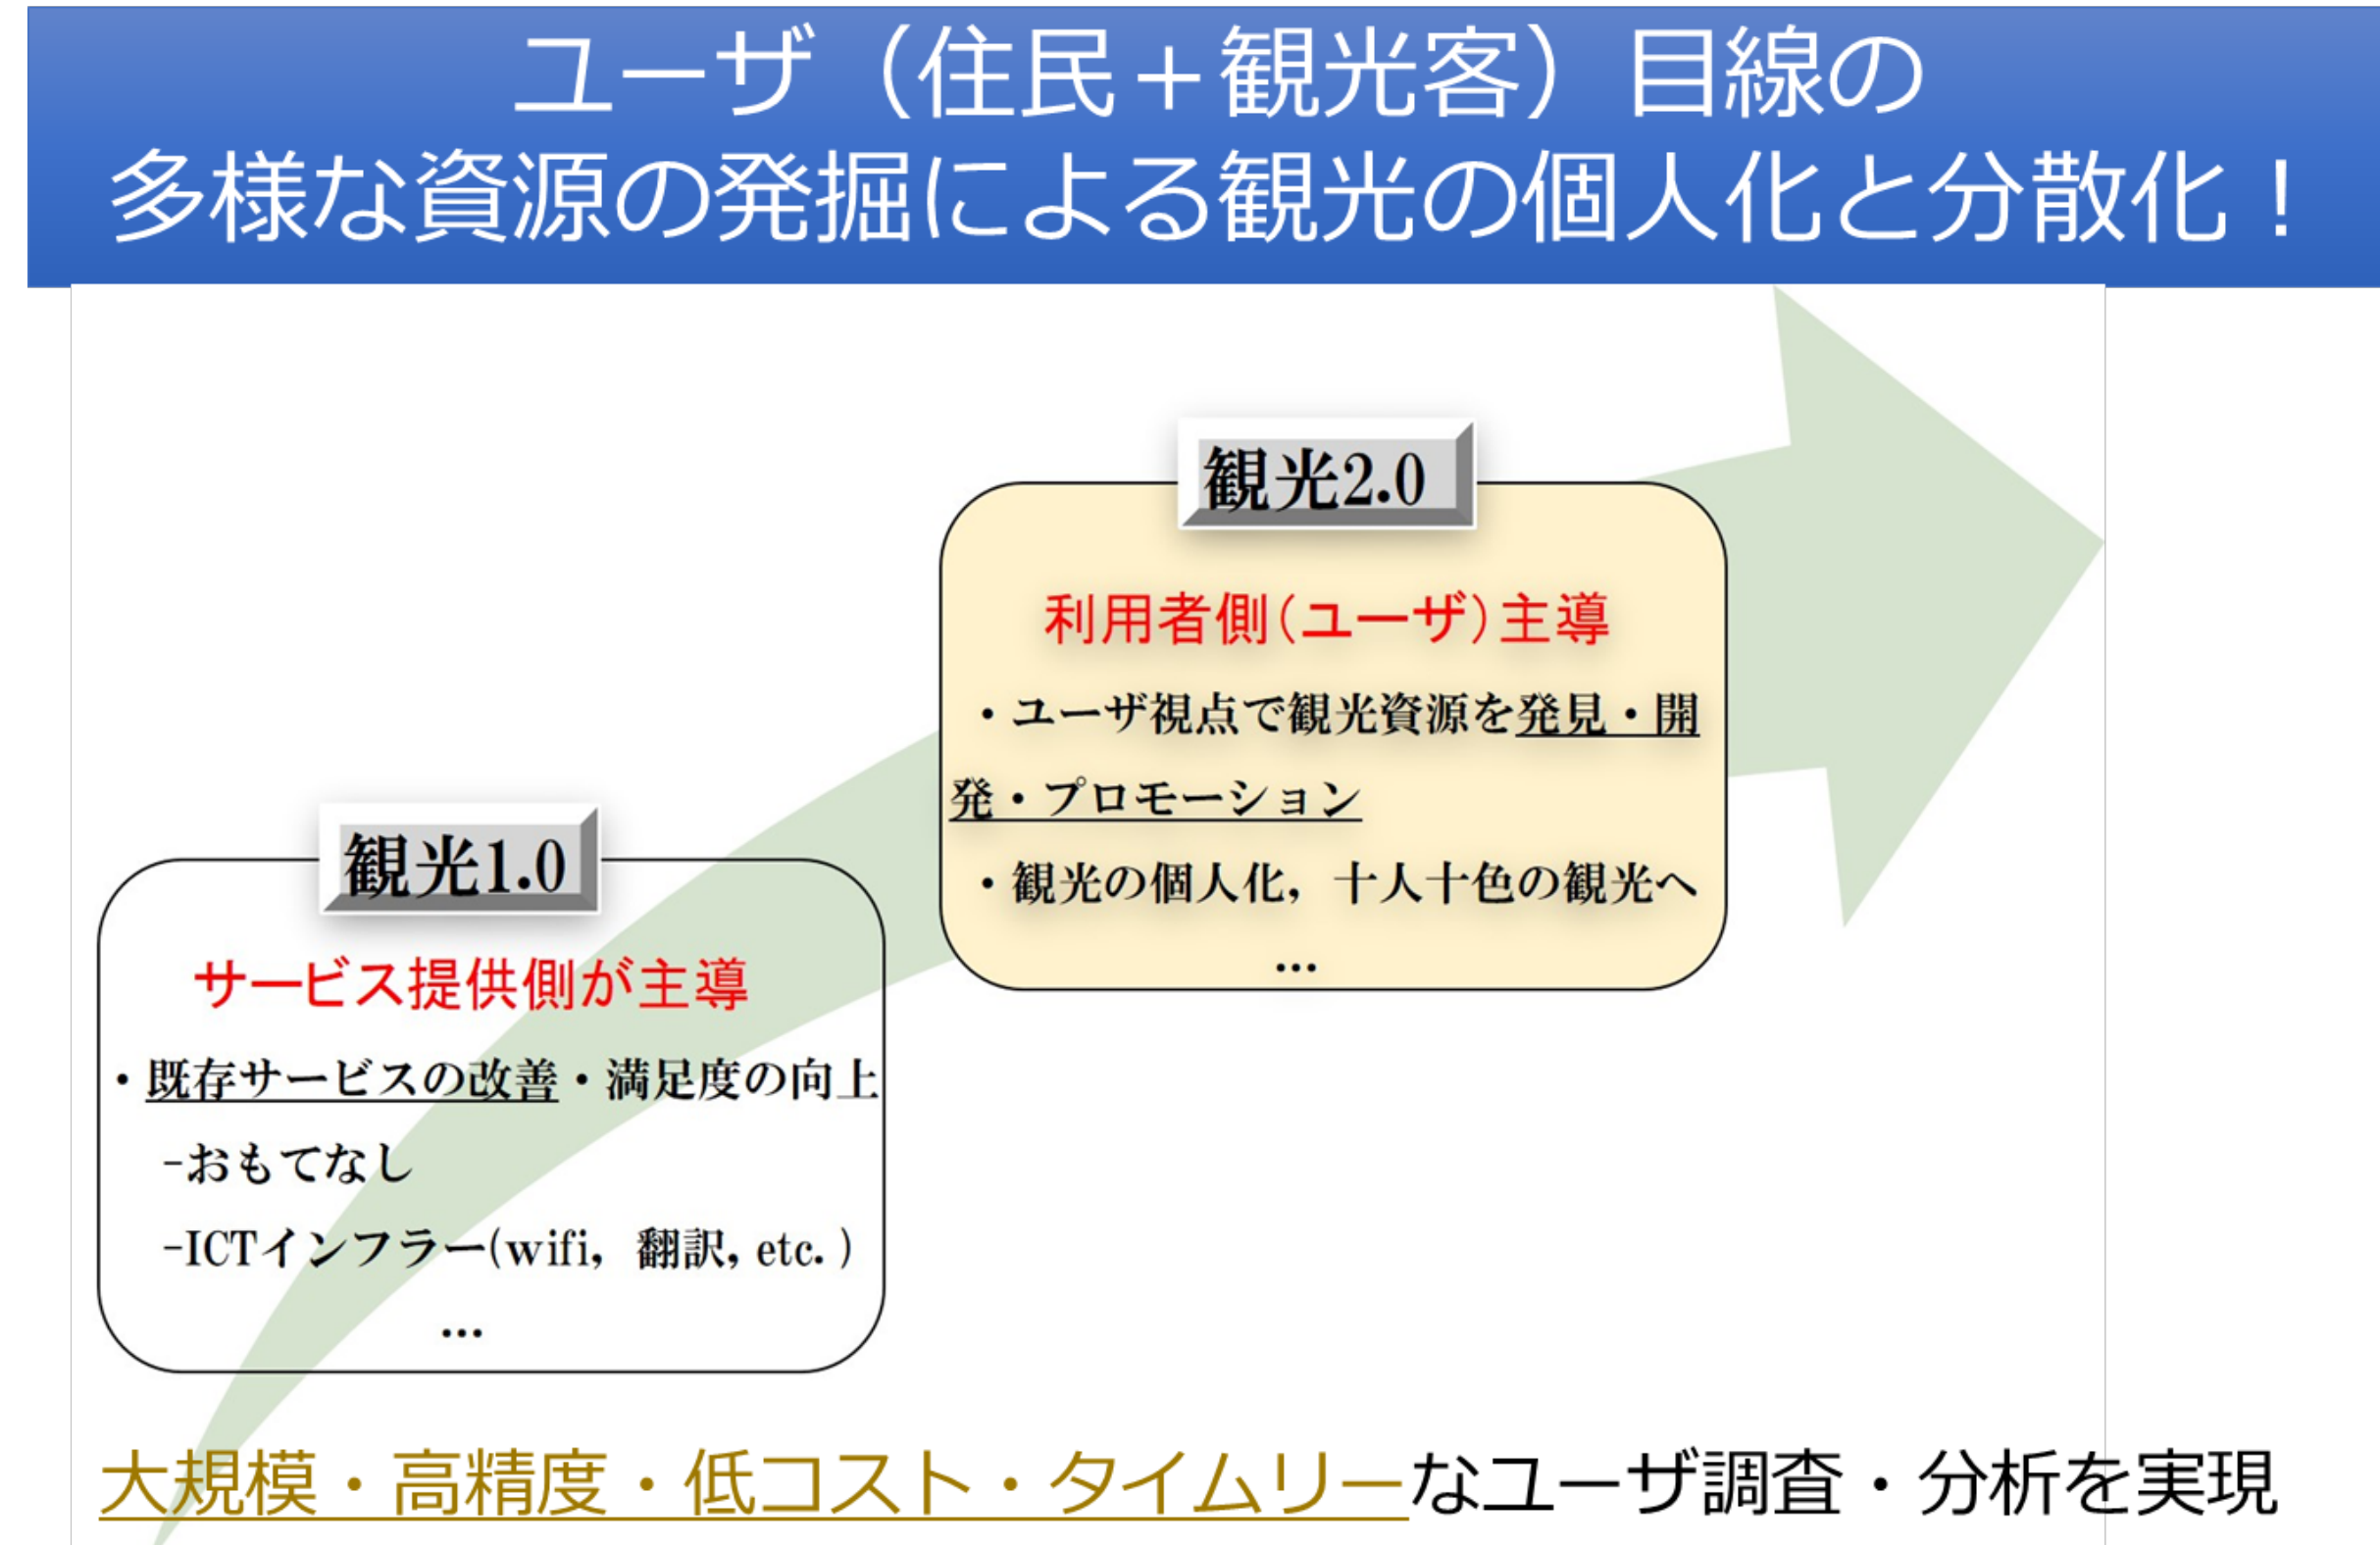 ユーザ（住民＋観光客）目線の
多様な資源の発掘による観光の個人化と分散化！
観光2.0
利用者側（ユーザ）主導
・ユーザ視点で観光資源を発見・開
発・プロモーション
・観光の個人化，十人十色の観光へ
…
観光1.0
サービス提供側が主導
・既存サービスの改善・満足度の向上
-おもてなし
-ICTインフラー(wifi，翻訳, etc. )
…
大規模・高精度・低コスト・タイムリーなユーザ調査・分析を実現